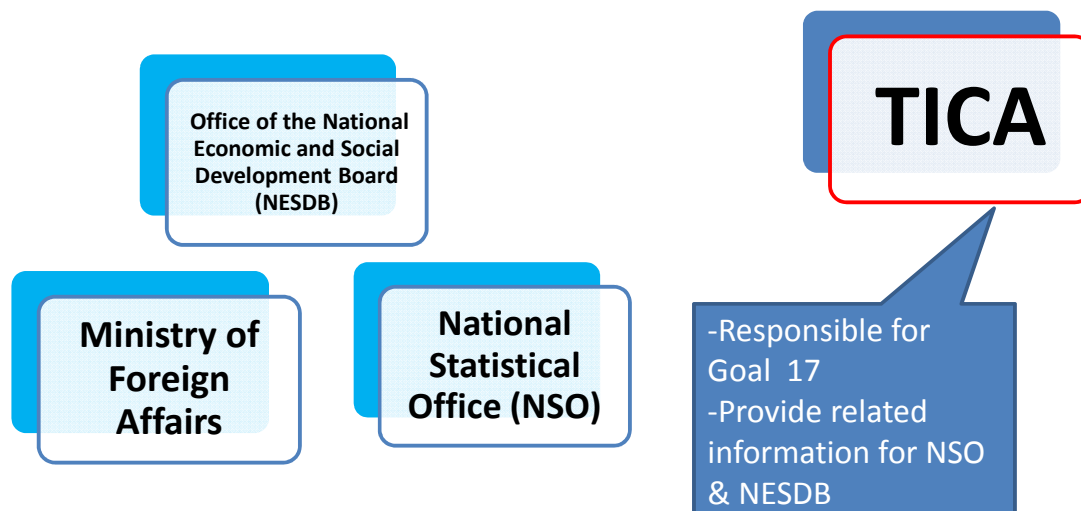 Office of the National
Economic and Social
Development Board
(NESDB)
TICA
Ministry of
Foreign
Affairs
National
Statistical
Office (NSO)
-Responsible for
Goal 17
-Provide related
information for NSO
& NESDB